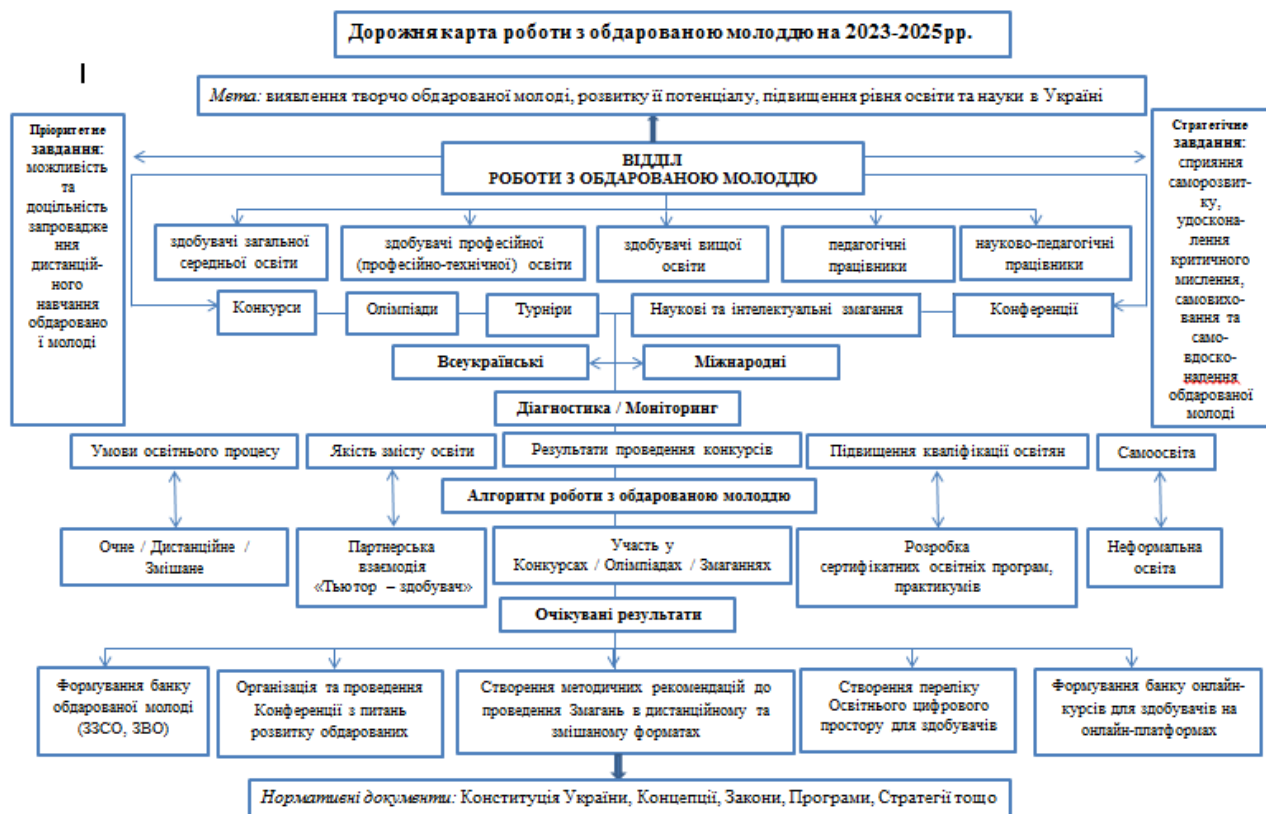 Дорожня карта роботи з обдарованою молоддю на 2023-2025рр.
Мета: виявлення творчо обдарованої молоді, розвитку її потенціалу, підвищення рівня освіти та науки в Україні
Пріоритетне
завдання:
можливість
та
доцільність
запровадже
ння
дистанцій-
ного
навчання
обдаровано
ї молоді
ВІДДІЛ
РОБОТИ З ОБДАРОВАНОЮ МОЛОДДЮ
Стратегічне
завдання:
сприяння
саморозвит-
ку,
удоскона-
лення
критичного
мислення,
самовихо-
вання та
само-
вдоско-
налення
обдарованої
молоді
здобувачі загальної
середньої освіти
здобувачі професійної
(професійно-технічної) освіти
здобувачі вищої
освіти
педагогічні
працівники
науково-педагогічні
працівники
Конкурси
Олімпіади
Турніри
Наукові та інтелектуальні змагання
Конференції
Всеукраїнські
Міжнародні
Діагностика / Моніторинг
Умови освітнього процесу
Якість змісту освіти
Результати проведення конкурсів
Підвищення кваліфікації освітян
Самоосвіта
Алгоритм роботи з обдарованою молоддю
Очне / Дистанційне /
Змішане
Партнерська
взаємодія
«Тьютор – здобувач»
Участь у
Конкурсах / Олімпіадах / Змаганнях
Розробка
сертифікатних освітніх програм,
практикумів
Неформальна
освіта
Очікувані результати
Формування банку
обдарованої молоді
(ЗЗСО, ЗВО)
Організація та проведення
Конференції з питань
розвитку обдарованих
Створення методичних рекомендацій до
проведення Змагань в дистанційному та
змішаному форматах
Створення переліку
Освітнього цифрового
простору для здобувачів
Формування банку онлайн-
курсів для здобувачів на
онлайн-платформах
Нормативні документи: Конституція України, Концепції, Закони, Програми, Стратегії тощо